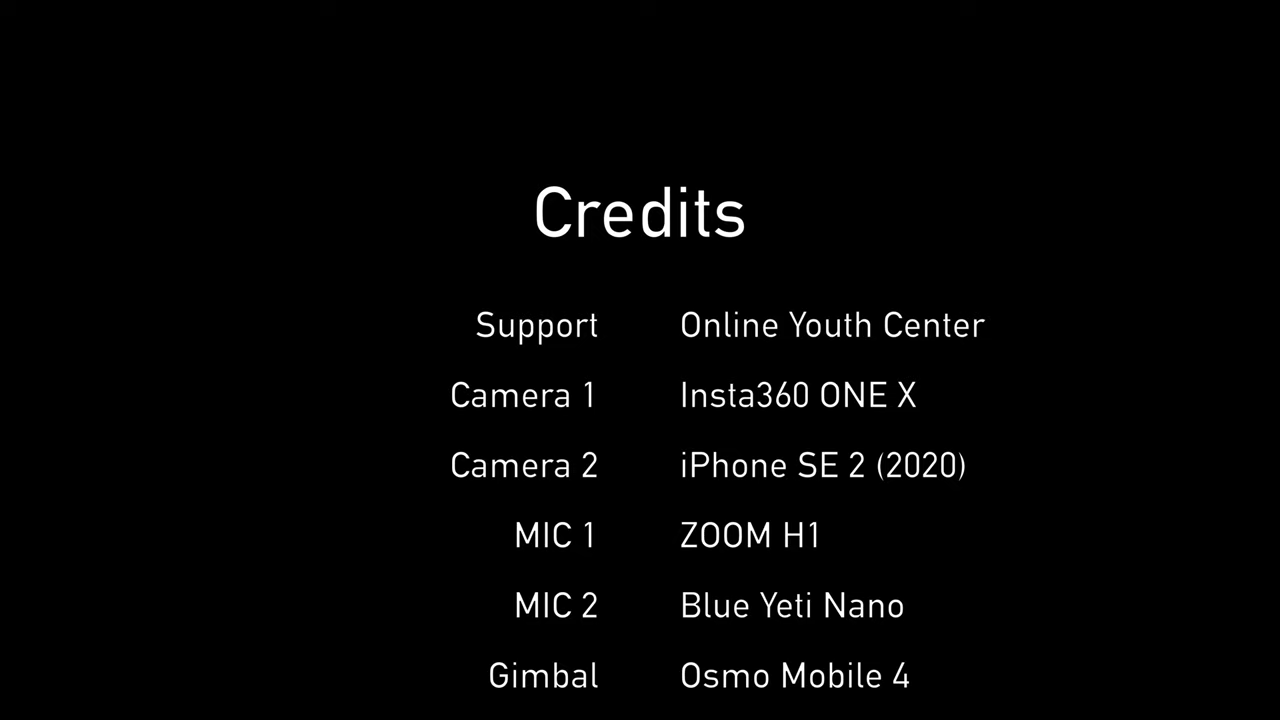 Credits
Support Online Youth Center
Camera 1 Insta360 ONE X
Camera 2 iPhone SE 2 (2020)
MIC 1 ZOOM H1
MIC 2 Blue Yeti Nano
Gimbal Osmo Mobile 4